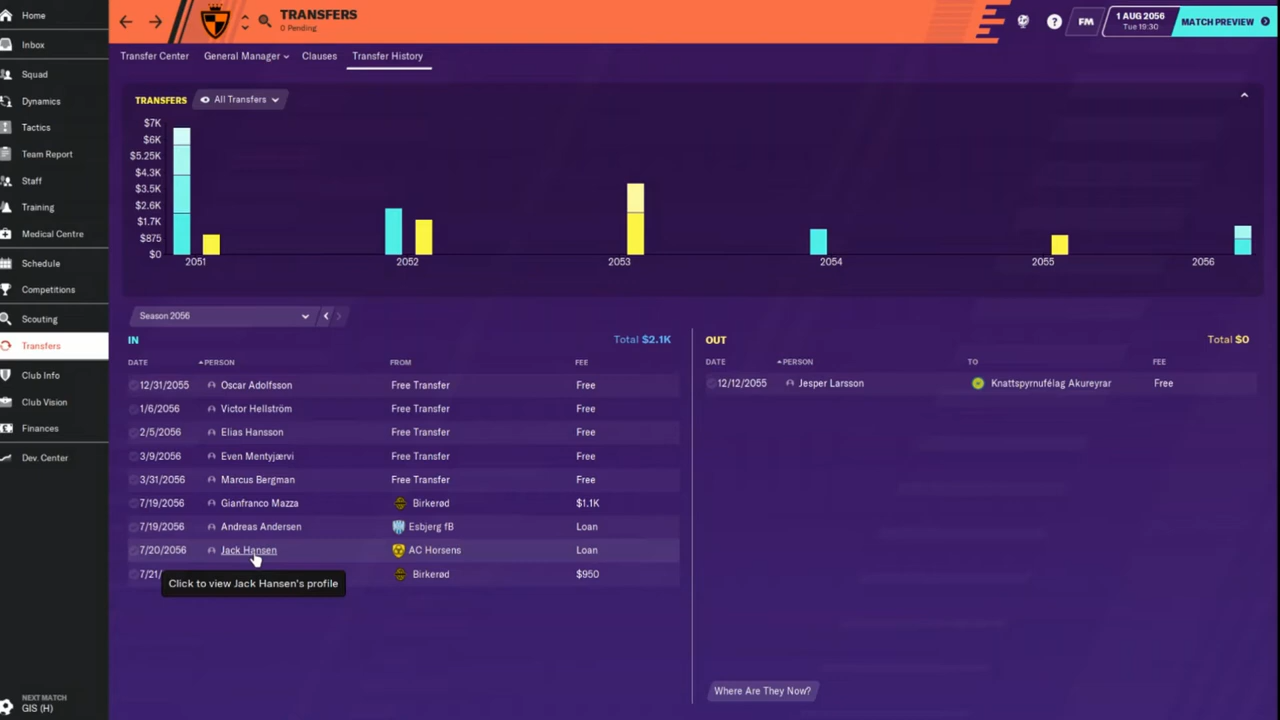 Home
Inbox
Squad
Dynamics
Tactics
Team Report
Staff
Training
Medical Centre
Schedule
Competitions
Scouting
Transfers
Club Info
Club Vision
Finances
Dev. Center
NEXT MATCH
GIS (H)
TRANSFERS
0 Pending
?
FM
1 AUG 2056
Tue 19:30
MATCH PREVIEW
Transfer Center
General Manager
Clauses
Transfer History
TRANSFERS
All Transfers
$7K
$6K
$5.25K
$4.3K
$3.5K
$2.6K
$1.7K
$875
$0
2051 2052 2053 2054 2055 2056
Season 2056
IN Total $2.1K
DATE PERSON FROM FEE
12/31/2055 Oscar Adolfsson Free Transfer Free
1/6/2056 Victor Hellström Free Transfer Free
2/5/2056 Elias Hansson Free Transfer Free
3/9/2056 Even Mentyjærvi Free Transfer Free
3/31/2056 Marcus Bergman Free Transfer Free
7/19/2056 Gianfranco Mazza Birkerød $1.1K
7/19/2056 Andreas Andersen Esbjerg fB Loan
7/20/2056 Jack Hansen AC Horsens Loan
7/21/ Birkerød $950
Click to view Jack Hansen's profile
OUT Total $0
DATE PERSON TO FEE
12/12/2055 Jesper Larsson Knattspyrnufélag Akureyrar Free
Where Are They Now?